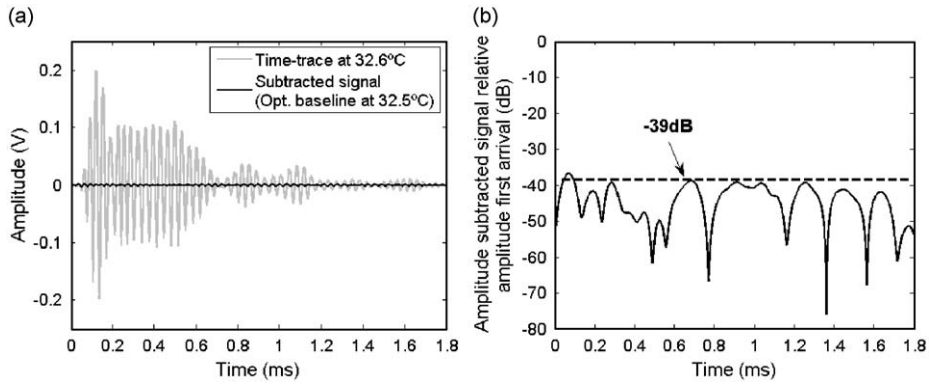 (a)
0.2
0.1
0
-0.1
-0.2
Amplitude (V)
Time-trace at 32.6ºC
Subtracted signal
(Opt. baseline at 32.5ºC)
0 0.2 0.4 0.6 0.8 1 1.2 1.4 1.6 1.8
Time (ms)
(b)
0
-10
-20
-30
-40
-50
-60
-70
-80
Amplitude subtracted signal relative
amplitude first arrival (dB)
-39dB
0 0.2 0.4 0.6 0.8 1 1.2 1.4 1.6 1.8
Time (ms)